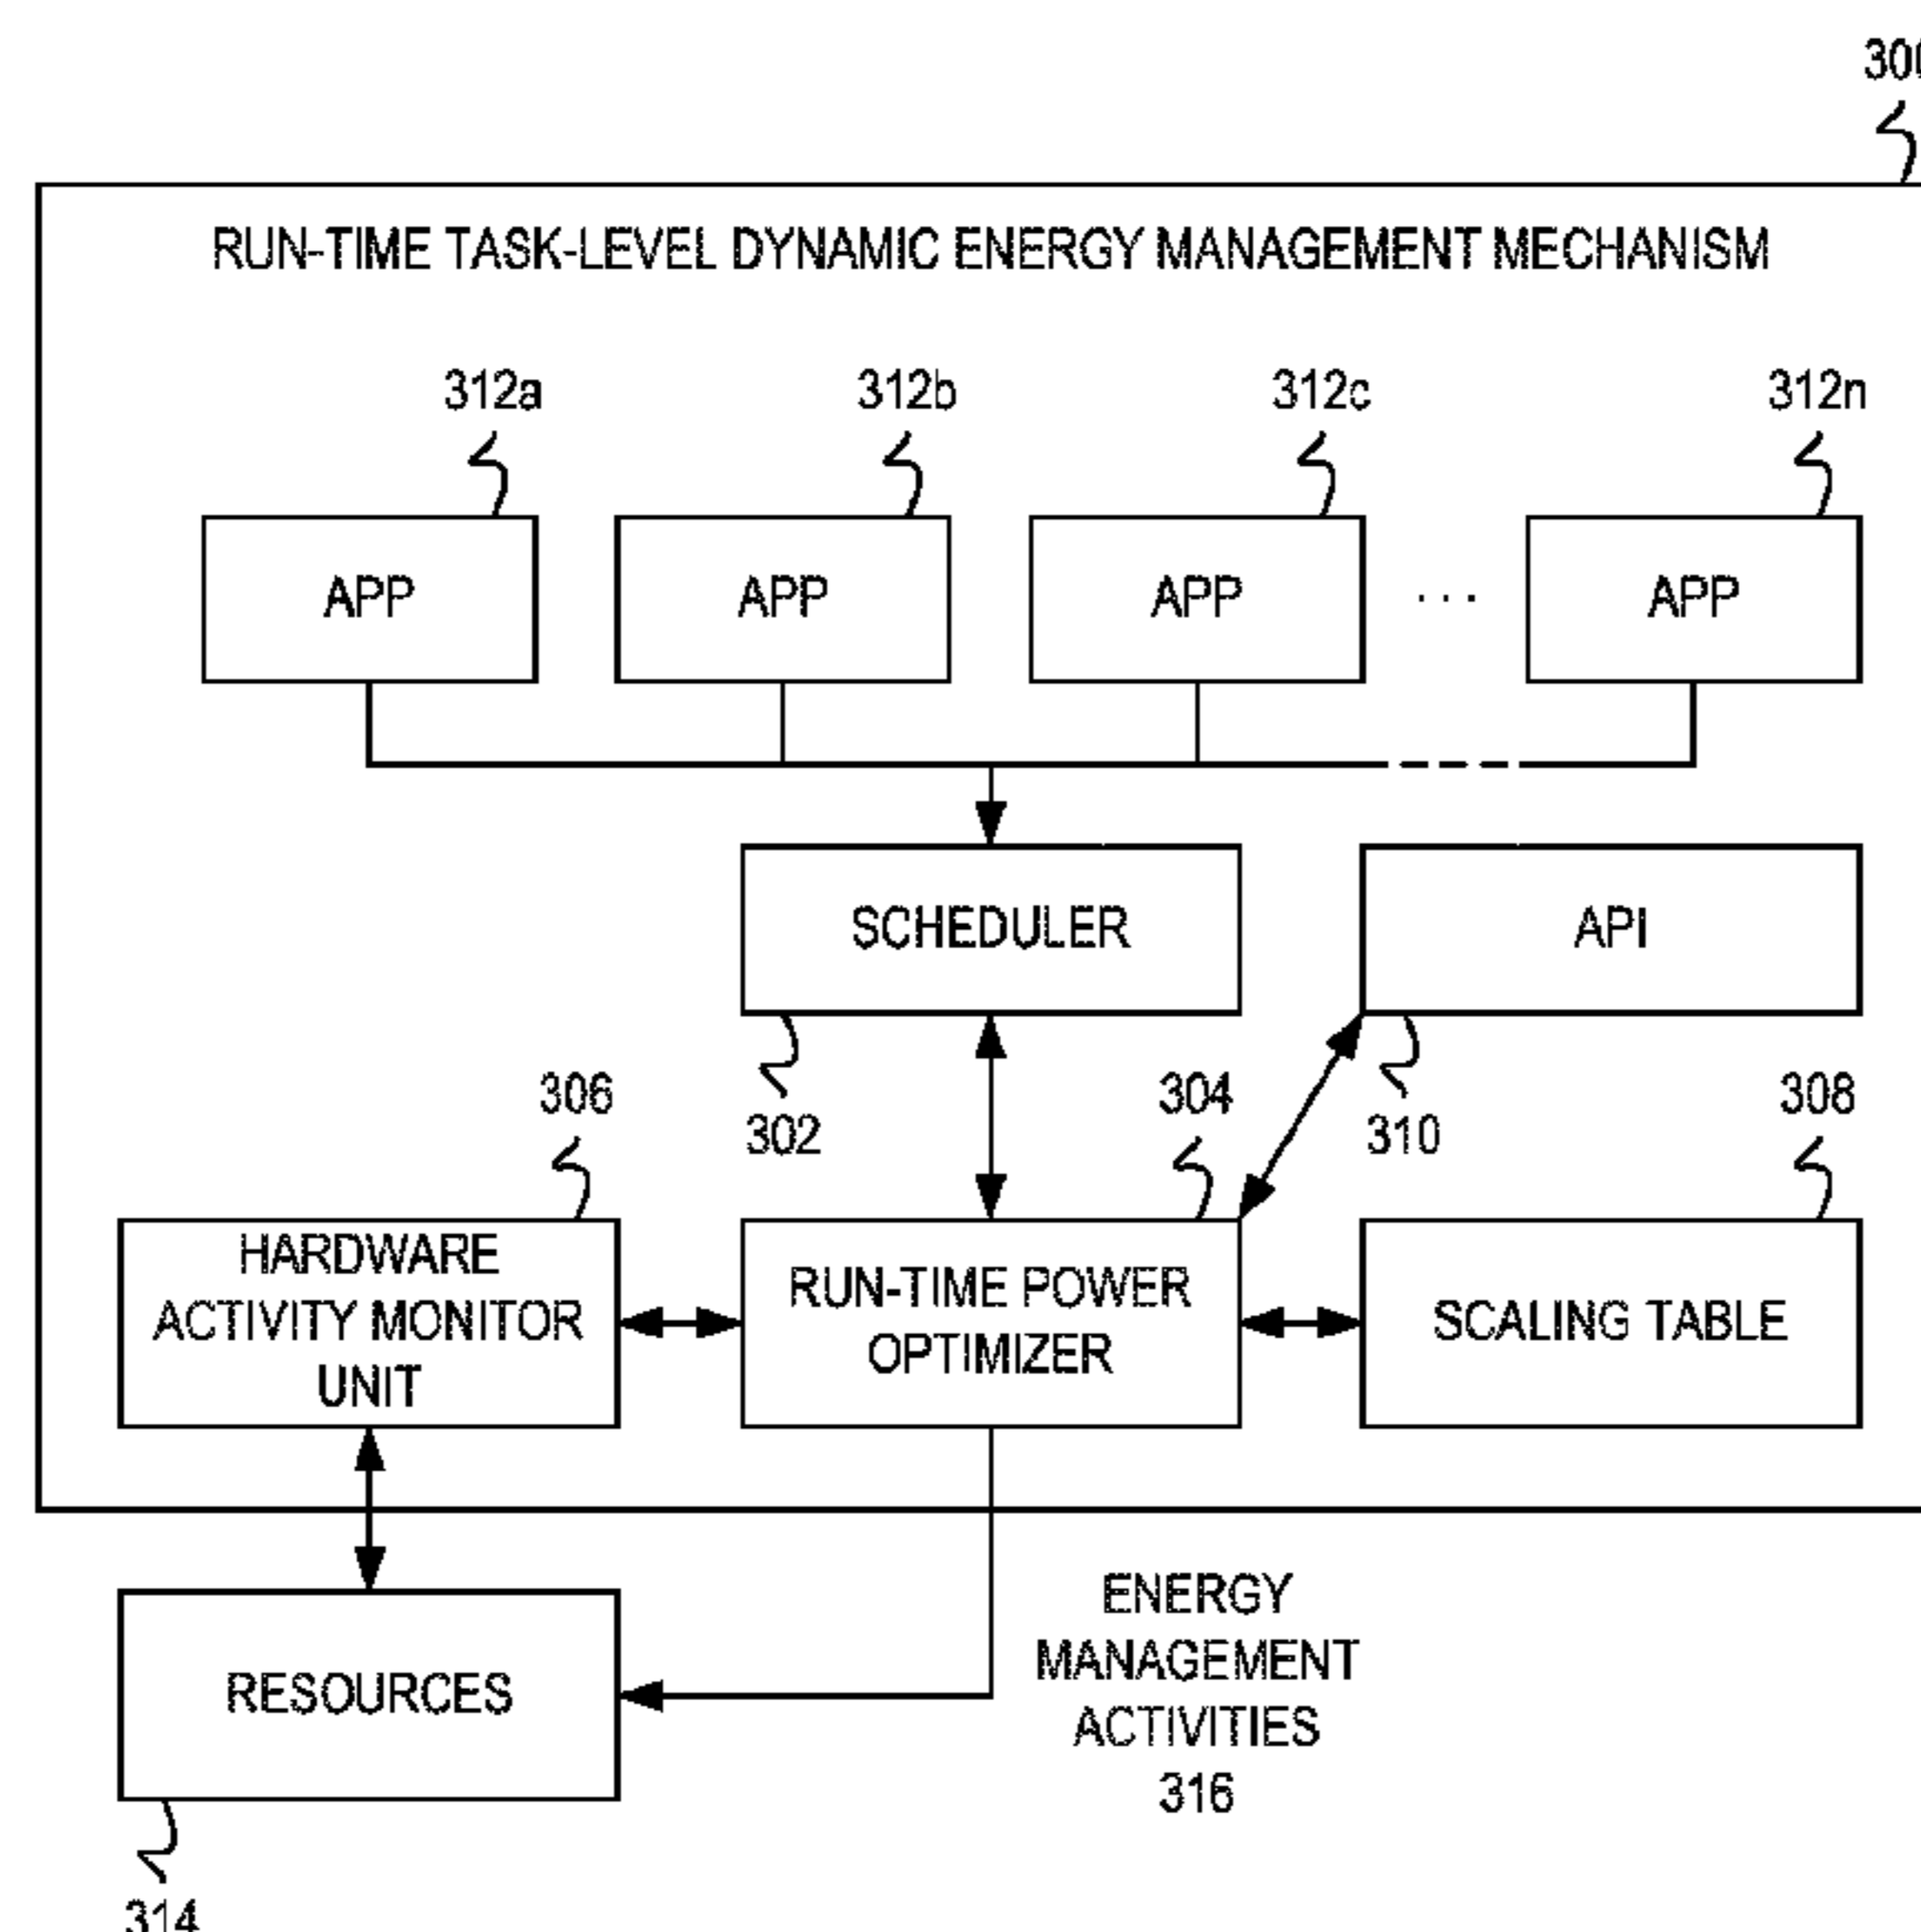 300
RUN-TIME TASK-LEVEL DYNAMIC ENERGY MANAGEMENT MECHANISM
312a
312b
312c
312n
APP
APP
APP
. . .
APP
SCHEDULER
API
306
302
304
310
308
HARDWARE
ACTIVITY MONITOR
UNIT
RUN-TIME POWER
OPTIMIZER
SCALING TABLE
RESOURCES
ENERGY
MANAGEMENT
ACTIVITIES
316
314